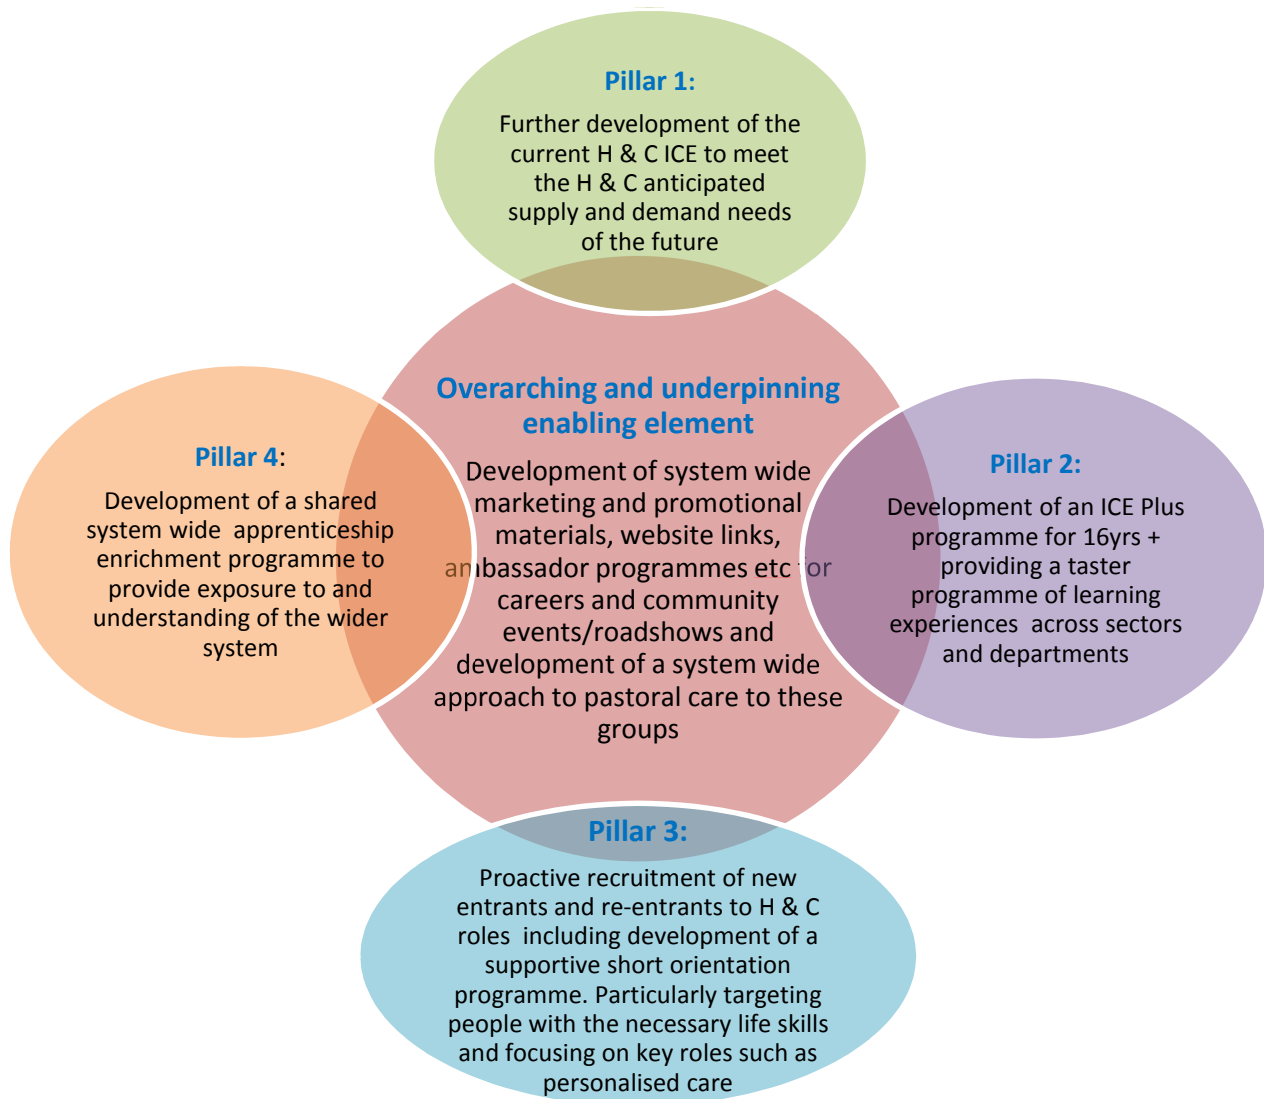 Pillar 1:
Further development of the
current H & C ICE to meet
the H & C anticipated
supply and demand needs
of the future
Overarching and underpinning
enabling element
Development of system wide
marketing and promotional
materials, website links,
ambassador programmes etc for
careers and community
events/roadshows and
development of a system wide
approach to pastoral care to these
groups
Pillar 4:
Development of a shared
system wide apprenticeship
enrichment programme to
provide exposure to and
understanding of the wider
system
Pillar 2:
Development of an ICE Plus
programme for 16yrs +
providing a taster
programme of learning
experiences across sectors
and departments
Pillar 3:
Proactive recruitment of new
entrants and re-entrants to H & C
roles including development of a
supportive short orientation
programme. Particularly targeting
people with the necessary life skills
and focusing on key roles such as
personalised care